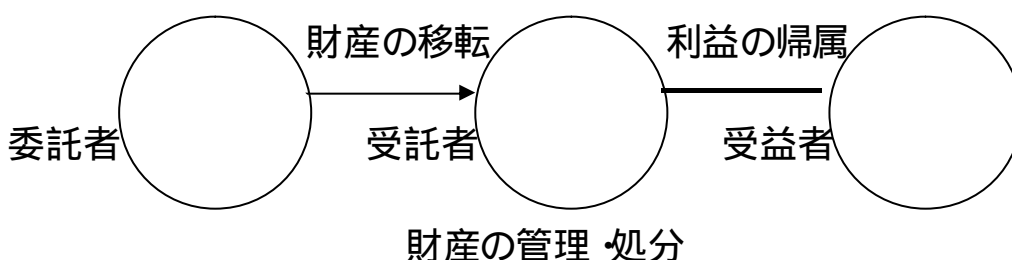 財産の移転
利益の帰属
委託者
受託者
受益者
財産の管理・処分